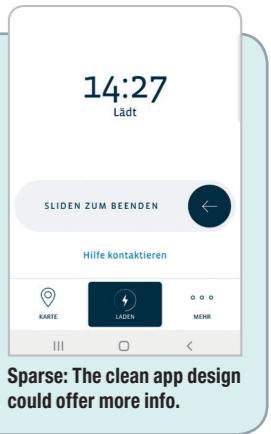 14:27
Lädt
SLIDEN ZUM BEENDEN
Hilfe kontaktieren
KARTE LADEN MEHR
Sparse: The clean app design
could offer more info.